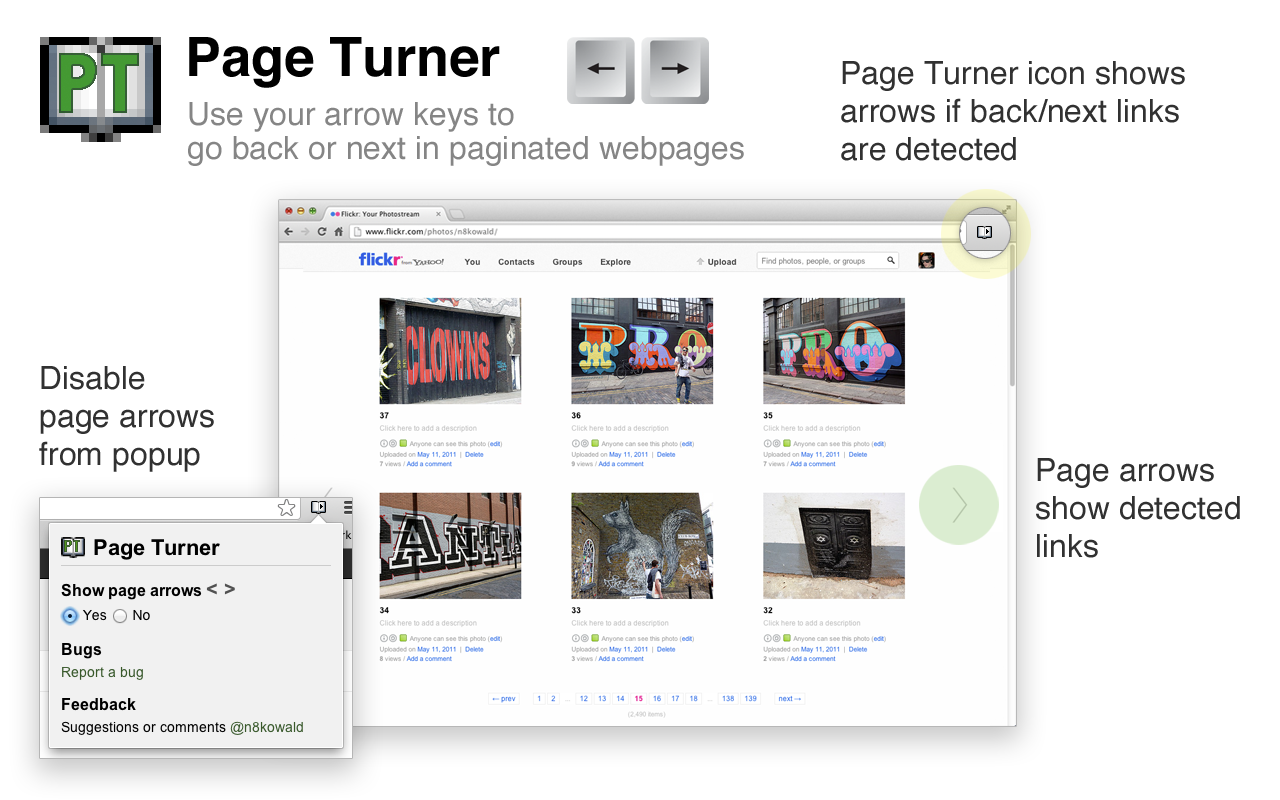 PT
Page Turner
Use your arrow keys to
go back or next in paginated webpages
← →
Page Turner icon shows
arrows if back/next links
are detected
Flickr: Your Photostream
www.flickr.com/photos/n8kowald/
flickr from YAHOO! You Contacts Groups Explore Upload Find photos, people, or groups
CLOWNS PRO PRO
37 36 35
Click here to add a description Click here to add a description Click here to add a description
Anyone can see this photo (edit) Anyone can see this photo (edit) Anyone can see this photo (edit)
Uploaded on May 11, 2011 | Delete Uploaded on May 11, 2011 | Delete Uploaded on May 11, 2011 | Delete
7 views / Add a comment 9 views / Add a comment 7 views / Add a comment
Disable
page arrows
from popup
ANTI
34 33 32
Click here to add a description Click here to add a description Click here to add a description
Anyone can see this photo (edit) Anyone can see this photo (edit) Anyone can see this photo (edit)
Uploaded on May 11, 2011 | Delete Uploaded on May 11, 2011 | Delete Uploaded on May 11, 2011 | Delete
8 views / Add a comment 3 views / Add a comment 2 views / Add a comment
← prev 1 2 ... 12 13 14 15 16 17 18 ... 138 139 next →
(2,490 items)
Page arrows
show detected
links
rk
PT Page Turner
Show page arrows < >
Yes No
Bugs
Report a bug
Feedback
Suggestions or comments @n8kowald